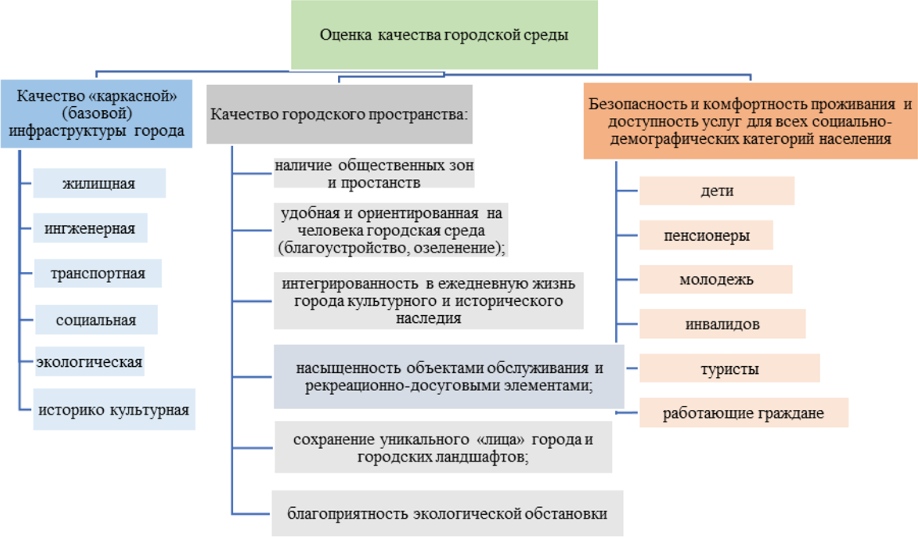 Оценка качества городской среды
Качество «каркасной»
(базовой)
инфраструктуры города
жилищная
ингженерная
транспортная
социальная
экологическая
историко культурная
Качество городского пространства:
наличие общественных зон
и простанств
удобная и ориентированная на
человека городская среда
(благоустройство, озеленение);
интегрированность в ежедневную жизнь
города культурного и исторического
наследия
насыщенность объектами обслуживания и
рекреационно-досуговыми элементами;
сохранение уникального «лица» города и
городских ландшафтов;
благоприятность экологической обстановки
Безопасность и комфортность проживания и
доступность услуг для всех социально-
демографических категорий населения
дети
пенсионеры
молодежь
инвалидов
туристы
работающие граждане